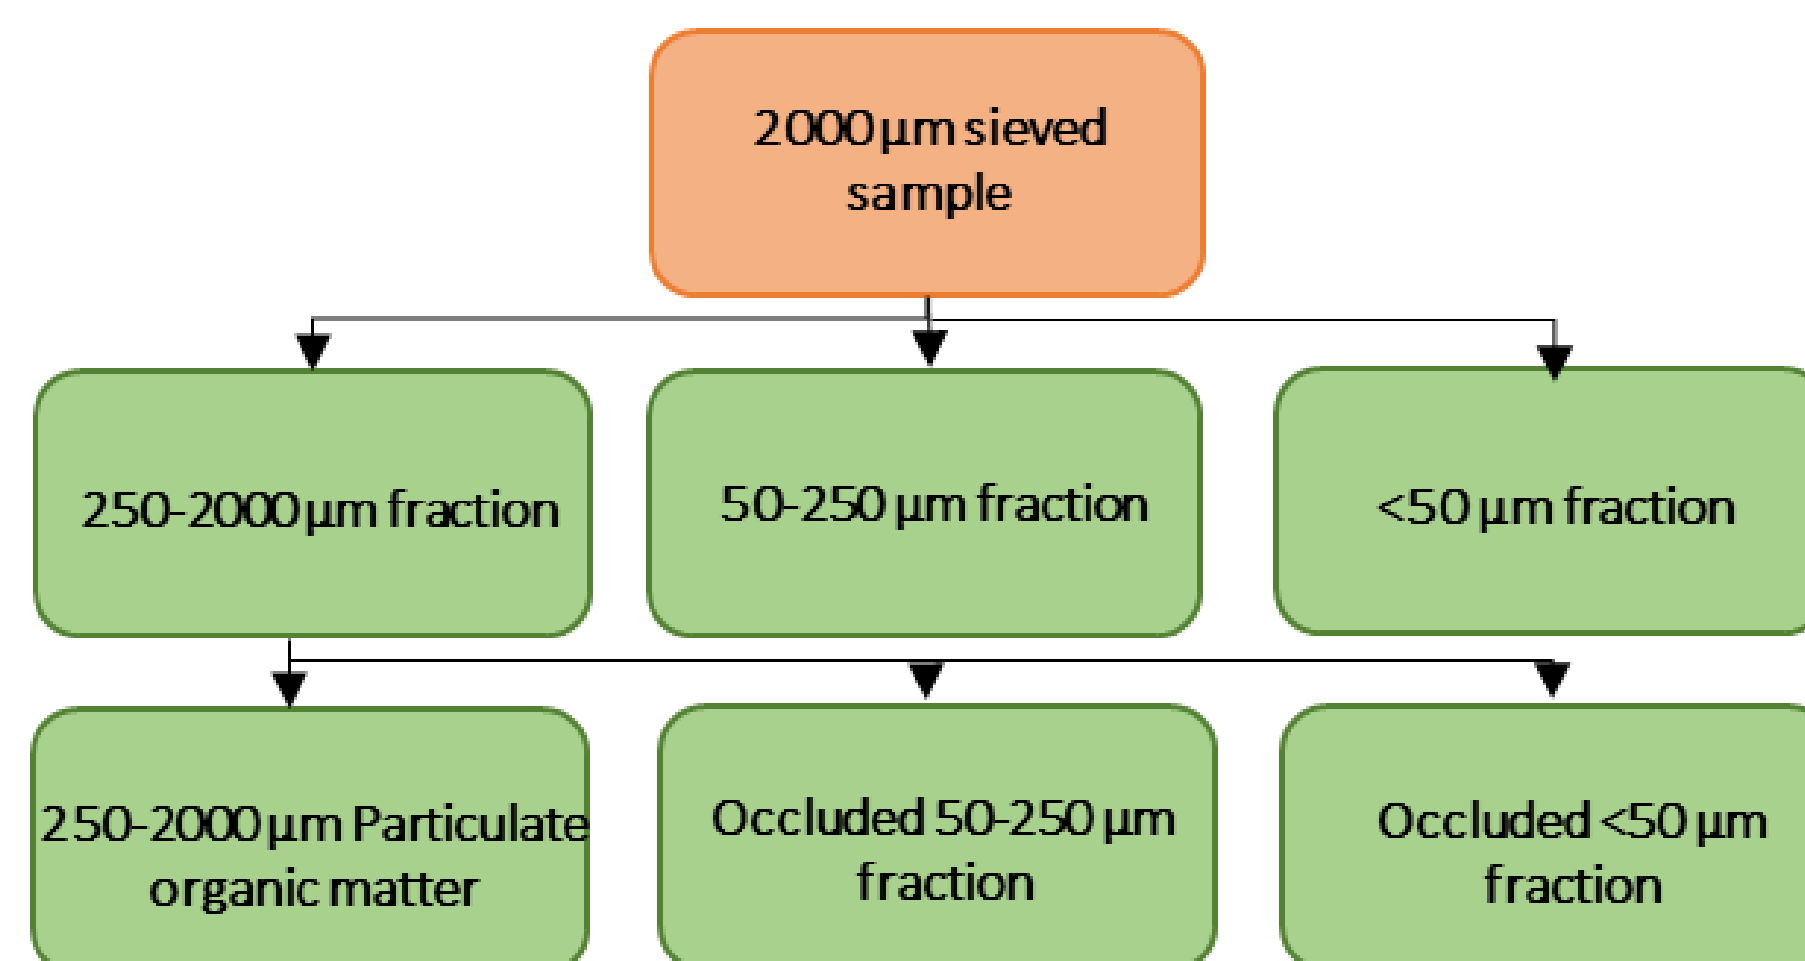 2000 µm sieved
sample
250-2000 µm fraction
50-250 µm fraction
<50 µm fraction
250-2000 µm Particulate
organic matter
Occluded 50-250 µm
fraction
Occluded <50 µm
fraction